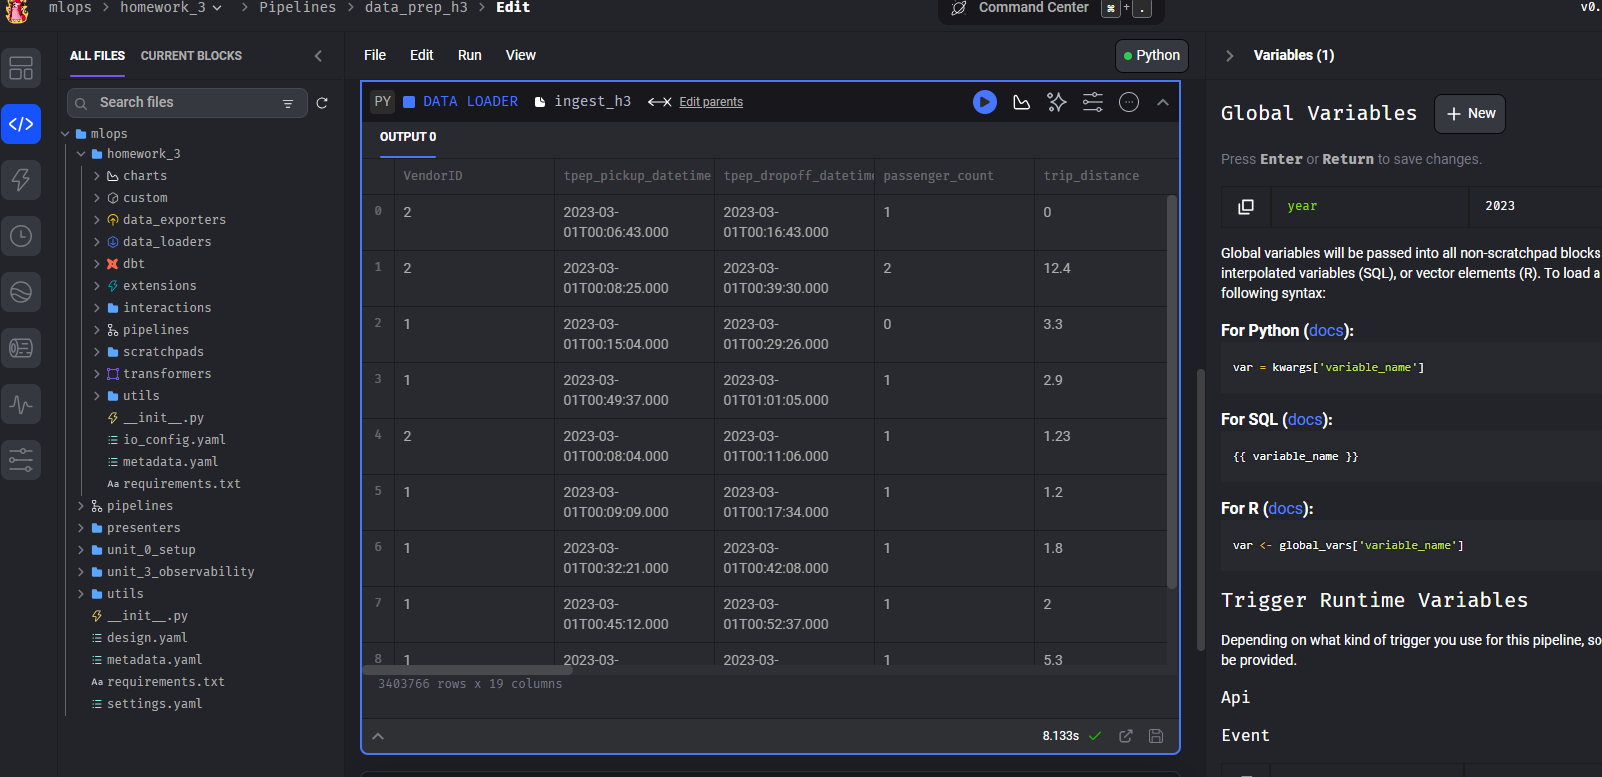 mlops > homework_3 > Pipelines > data_prep_h3 > Edit
Command Center ⌘ + .
v0.
ALL FILES CURRENT BLOCKS
Search files
mlops
homework_3
charts
custom
data_exporters
data_loaders
dbt
extensions
interactions
pipelines
scratchpads
transformers
utils
__init__.py
io_config.yaml
metadata.yaml
Aa requirements.txt
pipelines
presenters
unit_0_setup
unit_3_observability
utils
__init__.py
design.yaml
metadata.yaml
Aa requirements.txt
settings.yaml
File Edit Run View
Python
PY DATA LOADER ingest_h3 Edit parents
OUTPUT 0
VendorID tpep_pickup_datetime tpep_dropoff_datetime passenger_count trip_distance
0 2 2023-03-01T00:06:43.000 2023-03-01T00:16:43.000 1 0
1 2 2023-03-01T00:08:25.000 2023-03-01T00:39:30.000 2 12.4
2 1 2023-03-01T00:15:04.000 2023-03-01T00:29:26.000 0 3.3
3 1 2023-03-01T00:49:37.000 2023-03-01T01:01:05.000 1 2.9
4 2 2023-03-01T00:08:04.000 2023-03-01T00:11:06.000 1 1.23
5 1 2023-03-01T00:09:09.000 2023-03-01T00:17:34.000 1 1.2
6 1 2023-03-01T00:32:21.000 2023-03-01T00:42:08.000 1 1.8
7 1 2023-03-01T00:45:12.000 2023-03-01T00:52:37.000 1 2
8 1 2023-03- 2023-03- 1 5.3
3403766 rows x 19 columns
8.133s
Variables (1)
Global Variables
New
Press Enter or Return to save changes.
year 2023
Global variables will be passed into all non-scratchpad blocks
interpolated variables (SQL), or vector elements (R). To load a
following syntax:
For Python (docs):
var = kwargs['variable_name']
For SQL (docs):
{{ variable_name }}
For R (docs):
var <- global_vars['variable_name']
Trigger Runtime Variables
Depending on what kind of trigger you use for this pipeline, so
be provided.
Api
Event